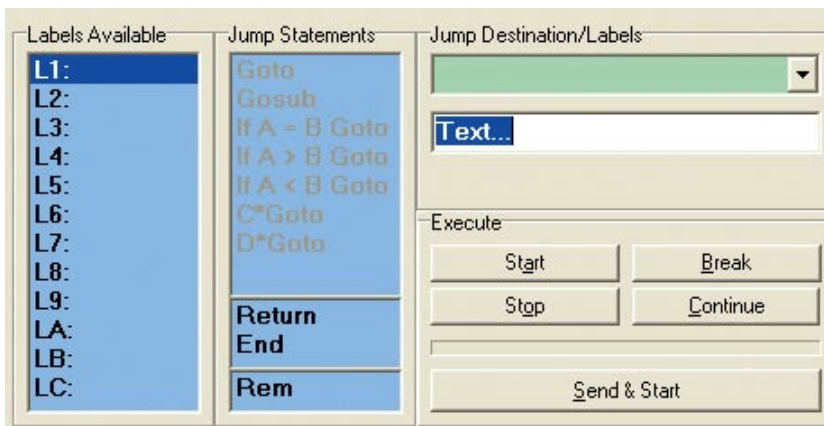 Labels Available
L1:
L2:
L3:
L4:
L5:
L6:
L7:
L8:
L9:
LA:
LB:
LC:
Jump Statements
Goto
Gosub
If A = B Goto
If A > B Goto
If A < B Goto
C*Goto
D*Goto
Return
End
Rem
Jump Destination/Labels
Text...
Execute
Start
Break
Stop
Continue
Send & Start